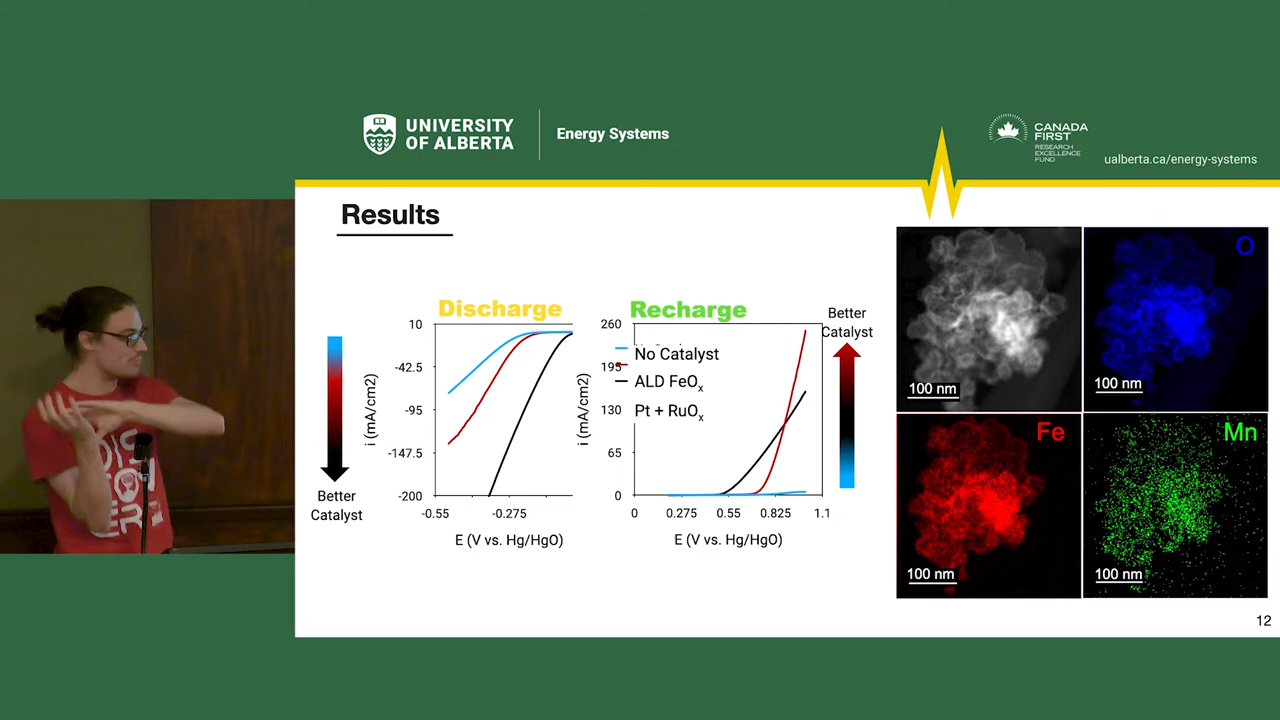 UNIVERSITY
OF ALBERTA
Energy Systems
CANADA
FIRST
RESEARCH
EXCELLENCE
FUND
ualberta.ca/energy-systems
Results
Discharge
Recharge
Better
Catalyst
Better
Catalyst
10
-42.5
-95
-147.5
-200
-0.55
-0.275
i (mA/cm2)
E (V vs. Hg/HgO)
260
195
130
65
0
0
0.275
0.55
0.825
1.1
i (mA/cm2)
E (V vs. Hg/HgO)
No Catalyst
ALD FeOx
Pt + RuOx
O
Fe
Mn
100 nm
100 nm
100 nm
100 nm
12